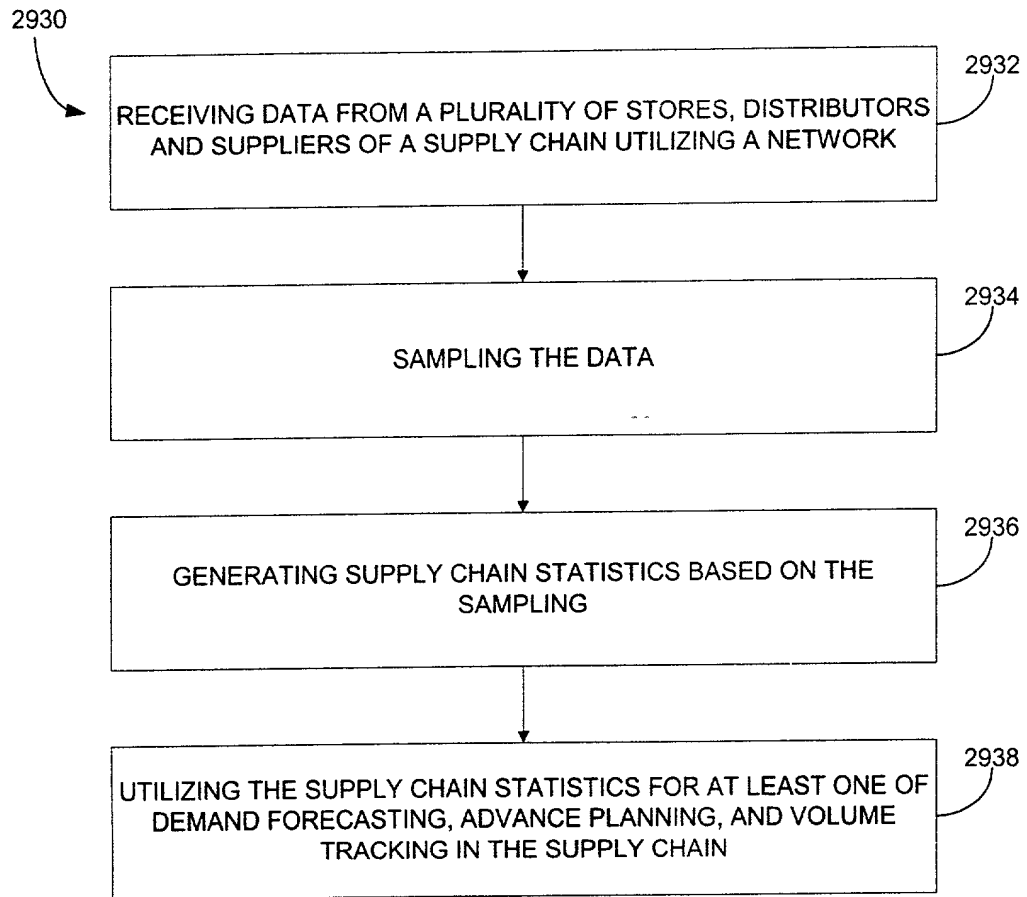 2930
2932
RECEIVING DATA FROM A PLURALITY OF STORES, DISTRIBUTORS
AND SUPPLIERS OF A SUPPLY CHAIN UTILIZING A NETWORK
2934
SAMPLING THE DATA
2936
GENERATING SUPPLY CHAIN STATISTICS BASED ON THE
SAMPLING
2938
UTILIZING THE SUPPLY CHAIN STATISTICS FOR AT LEAST ONE OF
DEMAND FORECASTING, ADVANCE PLANNING, AND VOLUME
TRACKING IN THE SUPPLY CHAIN